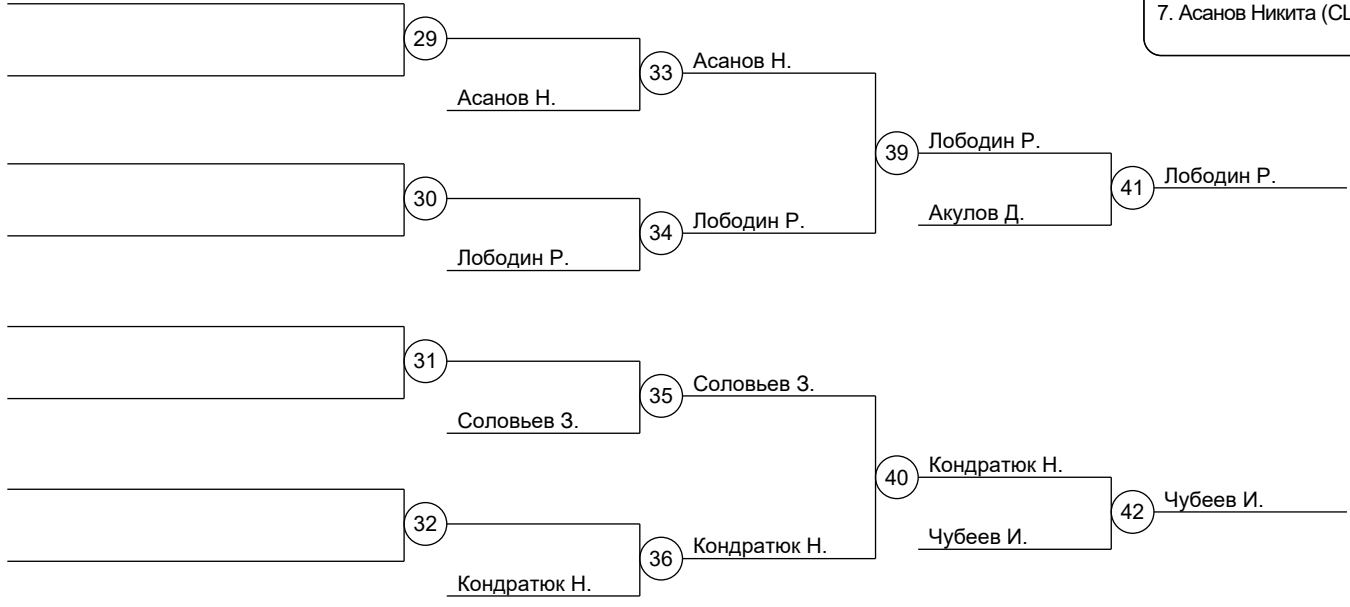 7. Асанов Никита (СШ
29
33
Асанов Н.
Асанов Н.
39
Лободин Р.
41
Лободин Р.
30
Акулов Д.
34
Лободин Р.
Лободин Р.
31
35
Соловьев З.
Соловьев З.
40
Кондратюк Н.
42
Чубеев И.
32
Чубеев И.
36
Кондратюк Н.
Кондратюк Н.